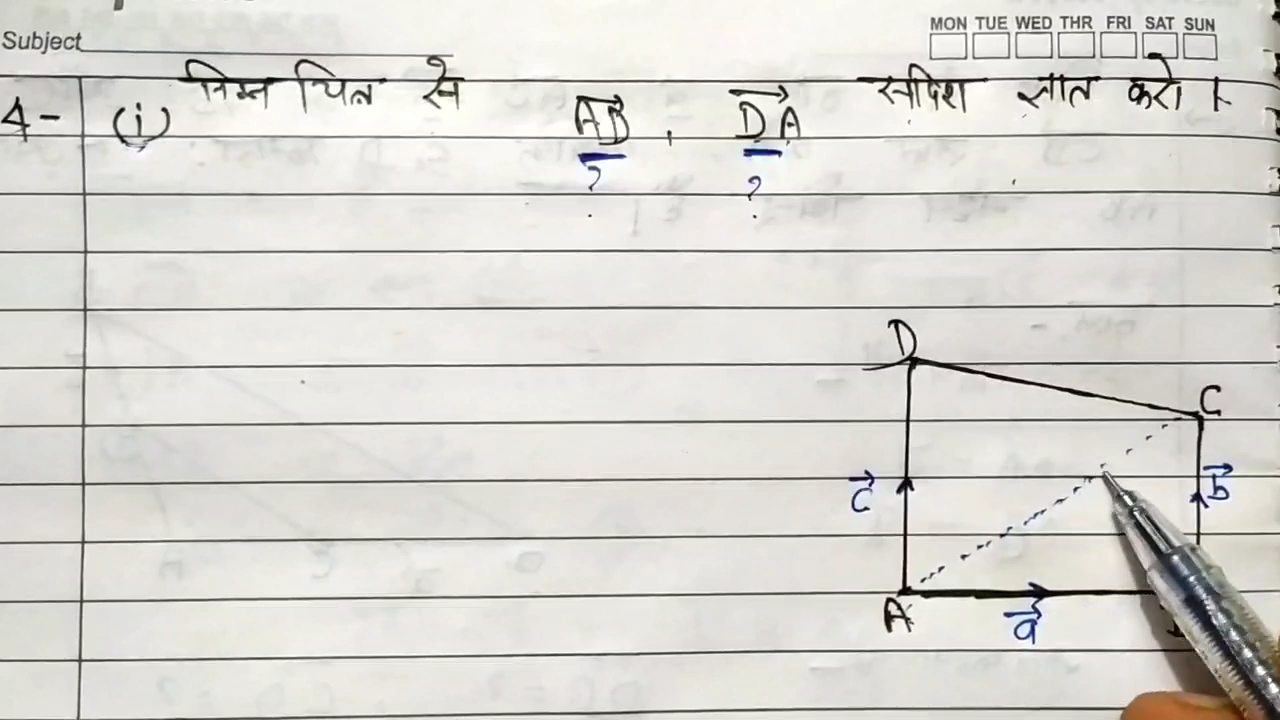 MON TUE WED THR FRI SAT SUN
Subject
4- (i) निम्न चित्र से AB , DA सदिश ज्ञात करो ।
? ?
D
C
c b
A
a